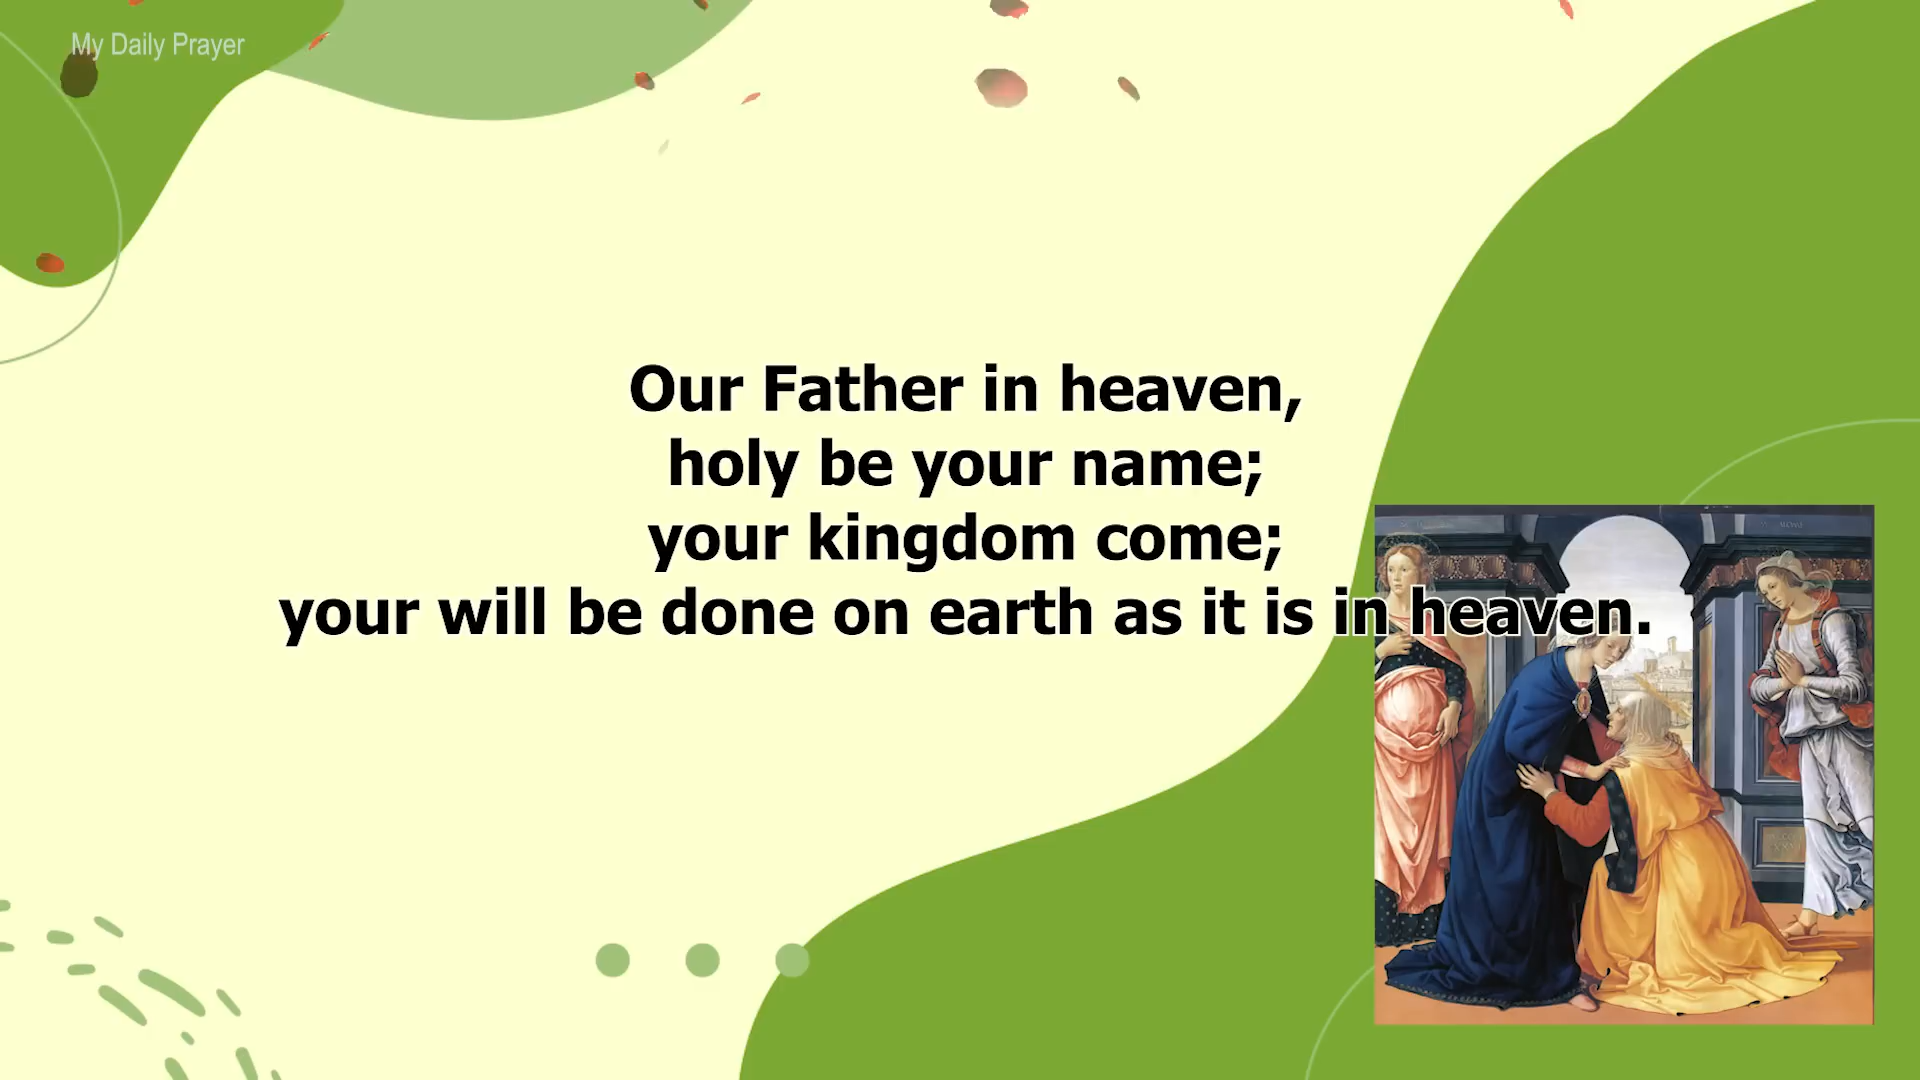 My Daily Prayer
Our Father in heaven,
holy be your name;
your kingdom come;
your will be done on earth as it is in heaven.